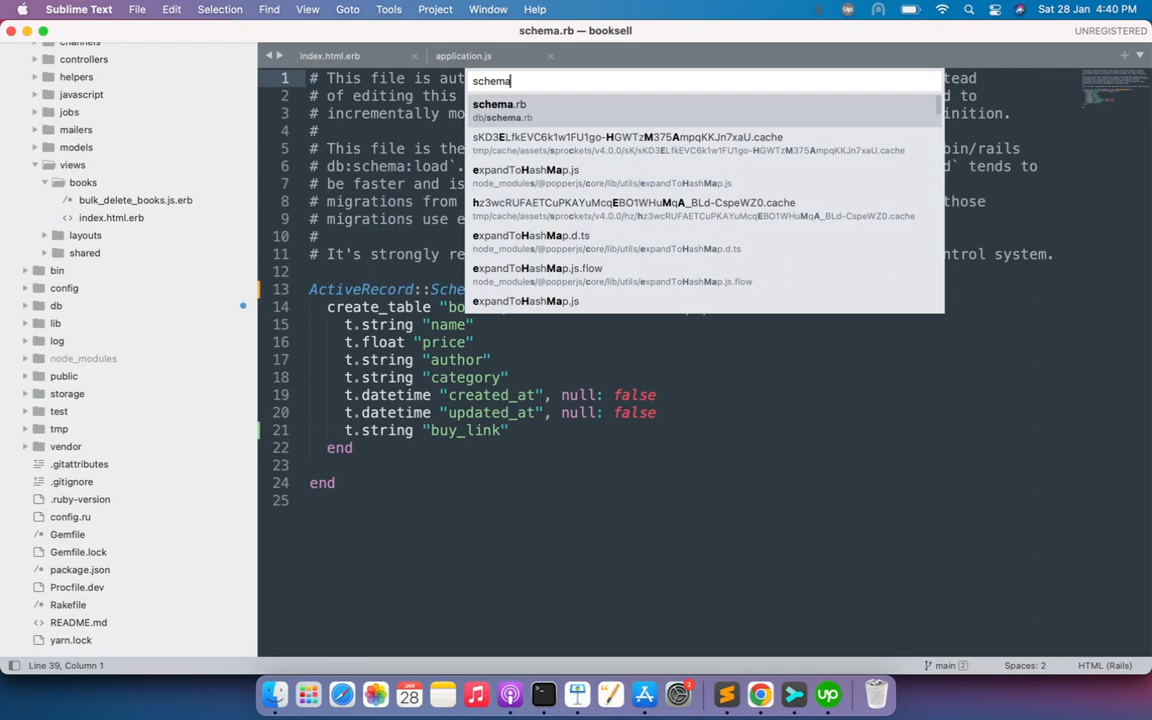 Sublime Text File Edit Selection Find View Goto Tools Project Window Help Sat 28 Jan 4:40 PM
schema.rb — booksell UNREGISTERED
index.html.erb application.js
channels
controllers
helpers
javascript
jobs
mailers
models
views
books
bulk_delete_books.js.erb
index.html.erb
layouts
shared
bin
config
db
lib
log
node_modules
public
storage
test
tmp
vendor
.gitattributes
.gitignore
.ruby-version
config.ru
Gemfile
Gemfile.lock
package.json
Procfile.dev
Rakefile
README.md
yarn.lock
schema
schema.rb
db/schema.rb
sKD3ELfkEVC6k1w1FU1go-HGWTzM375AmpqKKJn7xaU.cache
tmp/cache/assets/sprockets/v4.0.0/sK/sKD3ELfkEVC6k1w1FU1go-HGWTzM375AmpqKKJn7xaU.cache
expandToHashMap.js
node_modules/@popperjs/core/lib/utils/expandToHashMap.js
hz3wcRUFAETCuPKAYuMcqEBO1WHuMqA_BLd-CspeWZ0.cache
tmp/cache/assets/sprockets/v4.0.0/hz/hz3wcRUFAETCuPKAYuMcqEBO1WHuMqA_BLd-CspeWZ0.cache
expandToHashMap.d.ts
node_modules/@popperjs/core/lib/utils/expandToHashMap.d.ts
expandToHashMap.js.flow
node_modules/@popperjs/core/lib/utils/expandToHashMap.js.flow
expandToHashMap.js
1 # This file is aut tead
2 # of editing this d to
3 # incrementally mo inition.
4 #
5 # This file is the bin/rails
6 # db:schema:load`. d` tends to
7 # be faster and is
8 # migrations from those
9 # migrations use e
10 #
11 # It's strongly re ntrol system.
12
13 ActiveRecord::Sche
14 create_table "bo
15 t.string "name"
16 t.float "price"
17 t.string "author"
18 t.string "category"
19 t.datetime "created_at", null: false
20 t.datetime "updated_at", null: false
21 t.string "buy_link"
22 end
23
24 end
25
Line 39, Column 1 main 2 Spaces: 2 HTML (Rails)
JAN
28
2
up